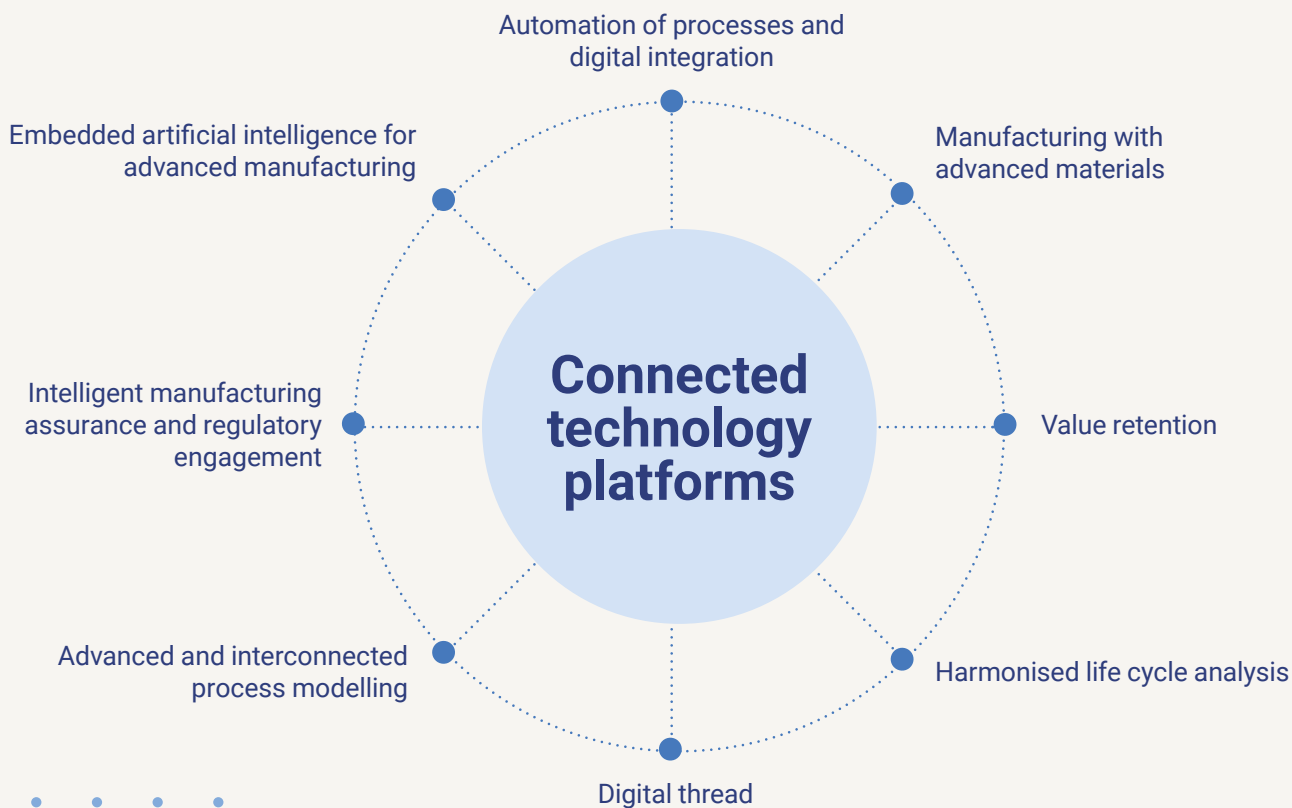 Automation of processes and
digital integration
Embedded artificial intelligence for
advanced manufacturing
Manufacturing with
advanced materials
Connected
technology
platforms
Intelligent manufacturing
assurance and regulatory
engagement
Value retention
Advanced and interconnected
process modelling
Harmonised life cycle analysis
Digital thread